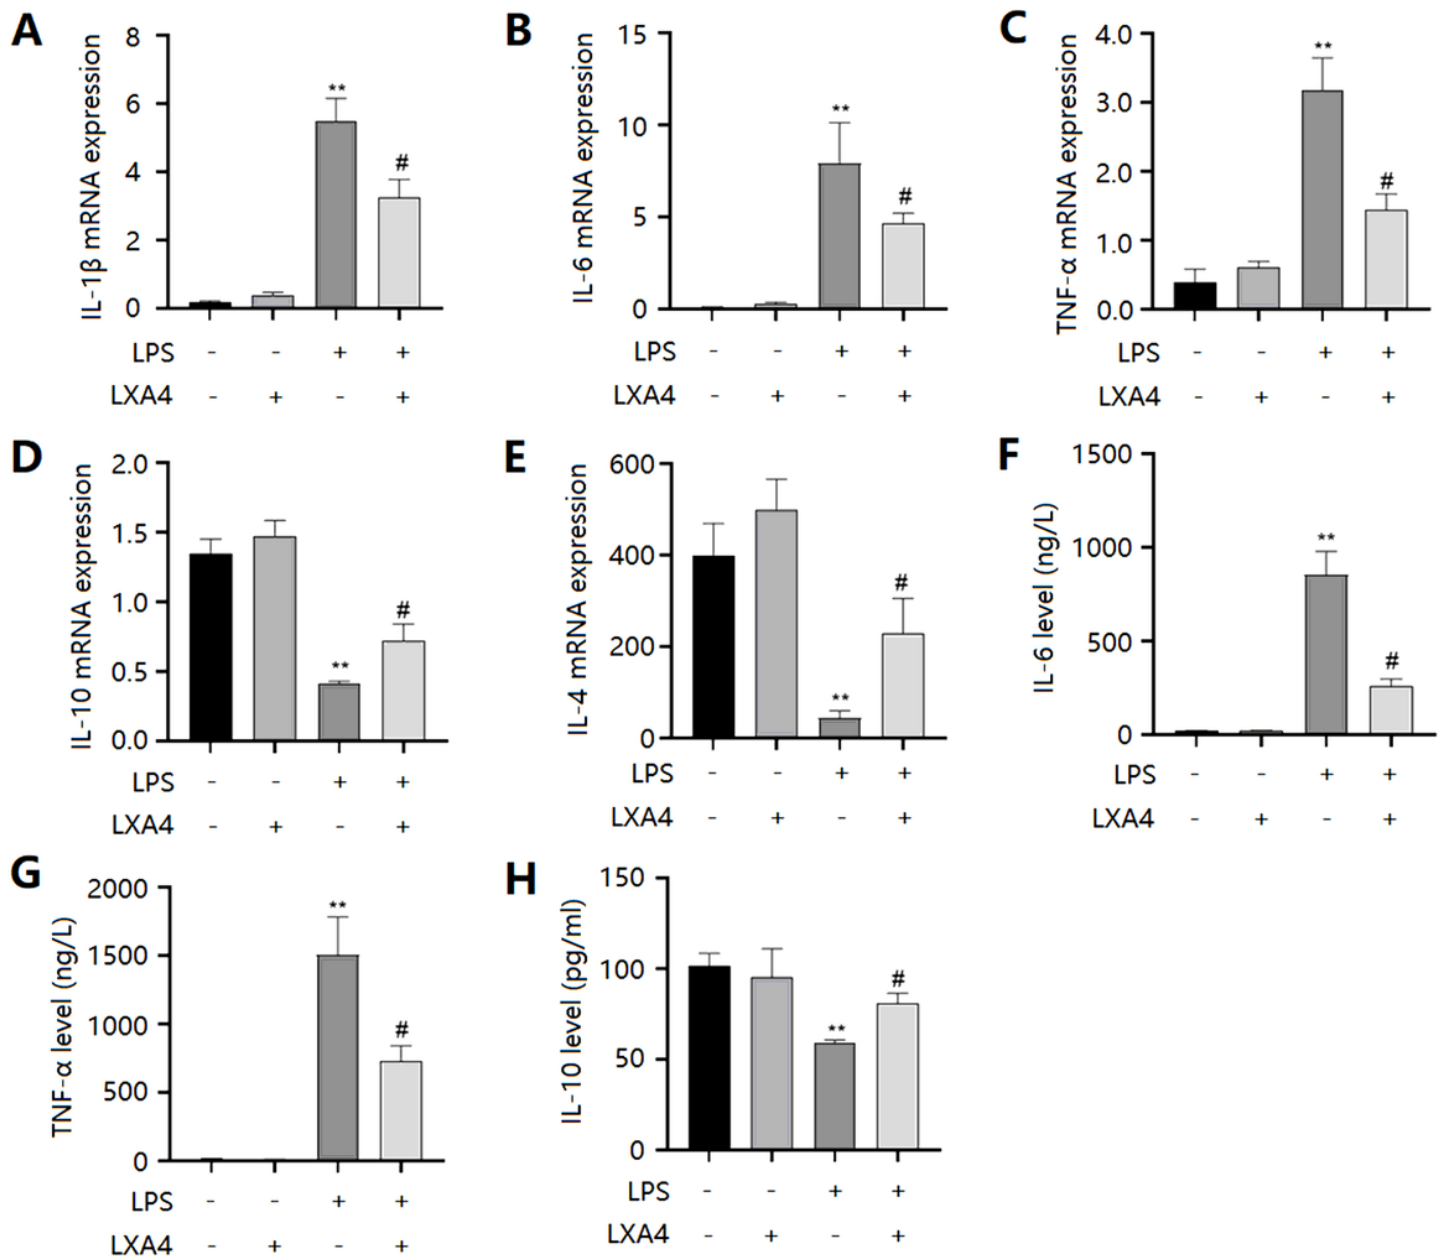 A
IL-1β mRNA expression
8
6
4
2
0
**
#
LPS - - + +
LXA4 - + - +
B
IL-6 mRNA expression
15
10
5
0
**
#
LPS - - + +
LXA4 - + - +
C
TNF-α mRNA expression
4.0
3.0
2.0
1.0
0.0
**
#
LPS - - + +
LXA4 - + - +
D
IL-10 mRNA expression
2.0
1.5
1.0
0.5
0.0
**
#
LPS - - + +
LXA4 - + - +
E
IL-4 mRNA expression
600
400
200
0
**
#
LPS - - + +
LXA4 - + - +
F
IL-6 level (ng/L)
1500
1000
500
0
**
#
LPS - - + +
LXA4 - + - +
G
TNF-α level (ng/L)
2000
1500
1000
500
0
**
#
LPS - - + +
LXA4 - + - +
H
IL-10 level (pg/ml)
150
100
50
0
**
#
LPS - - + +
LXA4 - + - +